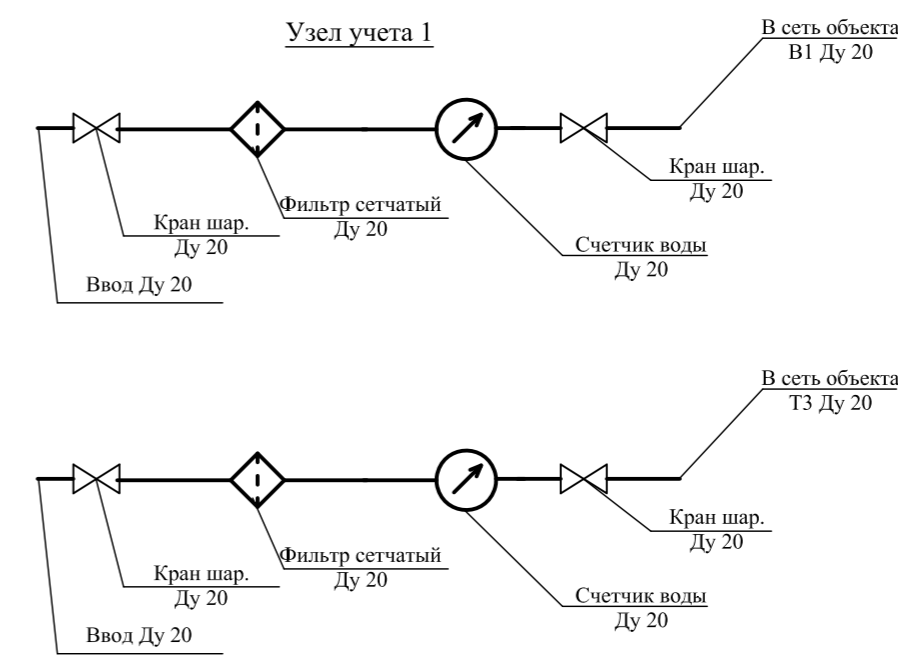 Узел учета 1
В сеть объекта
В1 Ду 20
Кран шар.
Ду 20
Фильтр сетчатый
Ду 20
Кран шар.
Ду 20
Счетчик воды
Ду 20
Ввод Ду 20
В сеть объекта
Т3 Ду 20
Кран шар.
Ду 20
Фильтр сетчатый
Ду 20
Кран шар.
Ду 20
Счетчик воды
Ду 20
Ввод Ду 20